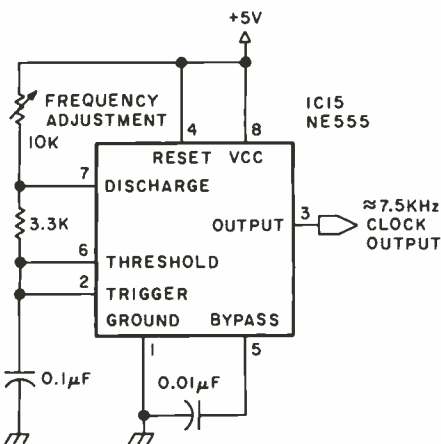 +5V
FREQUENCY
ADJUSTMENT
10K
IC15
NE555
4
8
RESET VCC
7
DISCHARGE
3.3K
OUTPUT
3
≈7.5KHz
CLOCK
OUTPUT
6
THRESHOLD
2
TRIGGER
GROUND BYPASS
1
5
0.1µF
0.01µF